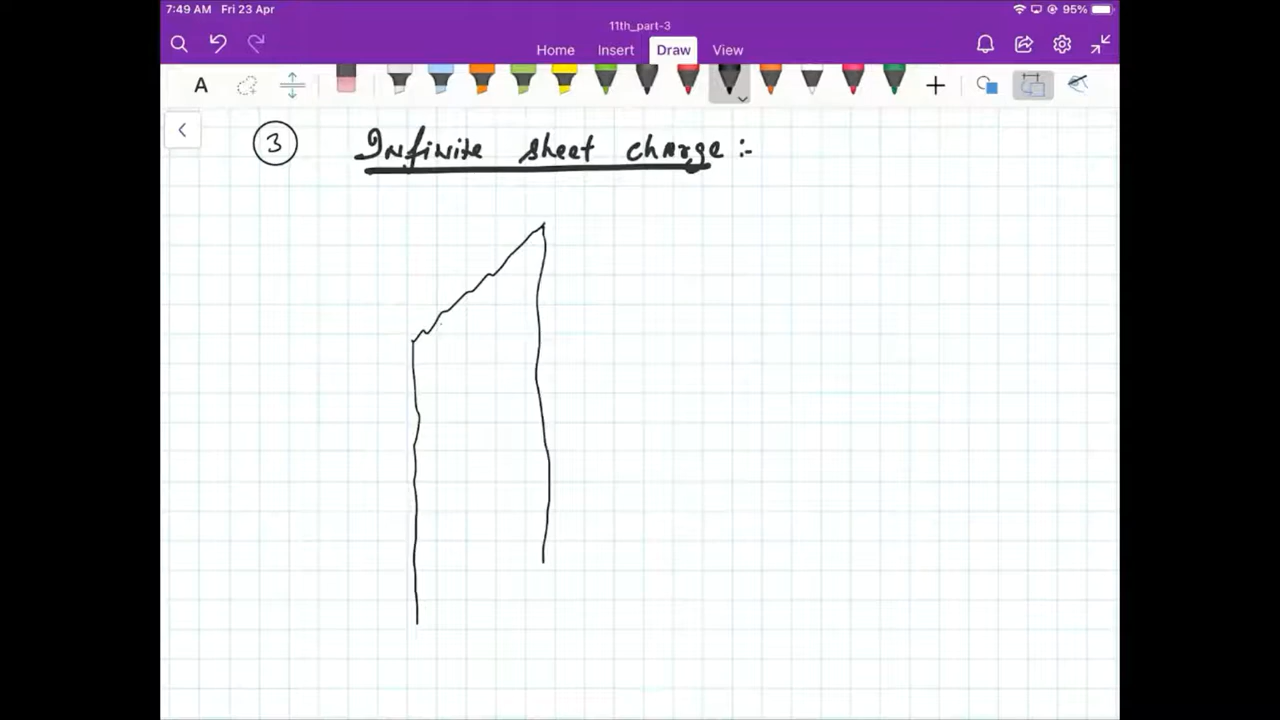 7:49 AM Fri 23 Apr
95%
11th_part-3
Home Insert Draw View
A
3 Infinite sheet charge :-